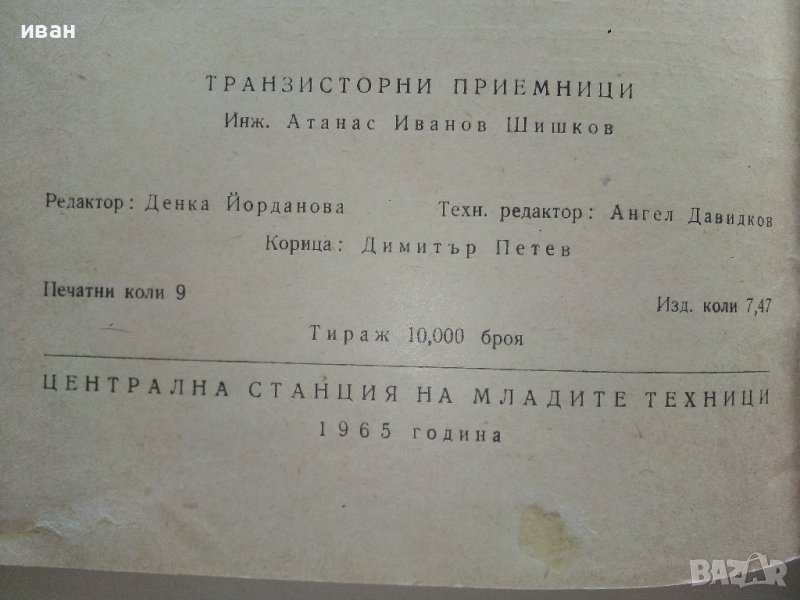 иван
ТРАНЗИСТОРНИ ПРИЕМНИЦИ
Инж. Атанас Иванов Шишков
Редактор: Денка Йорданова Техн. редактор: Ангел Давидков
Корица: Димитър Петев
Печатни коли 9 Изд. коли 7,47
Тираж 10,000 броя
ЦЕНТРАЛНА СТАНЦИЯ НА МЛАДИТЕ ТЕХНИЦИ
1965 година
BAZAR